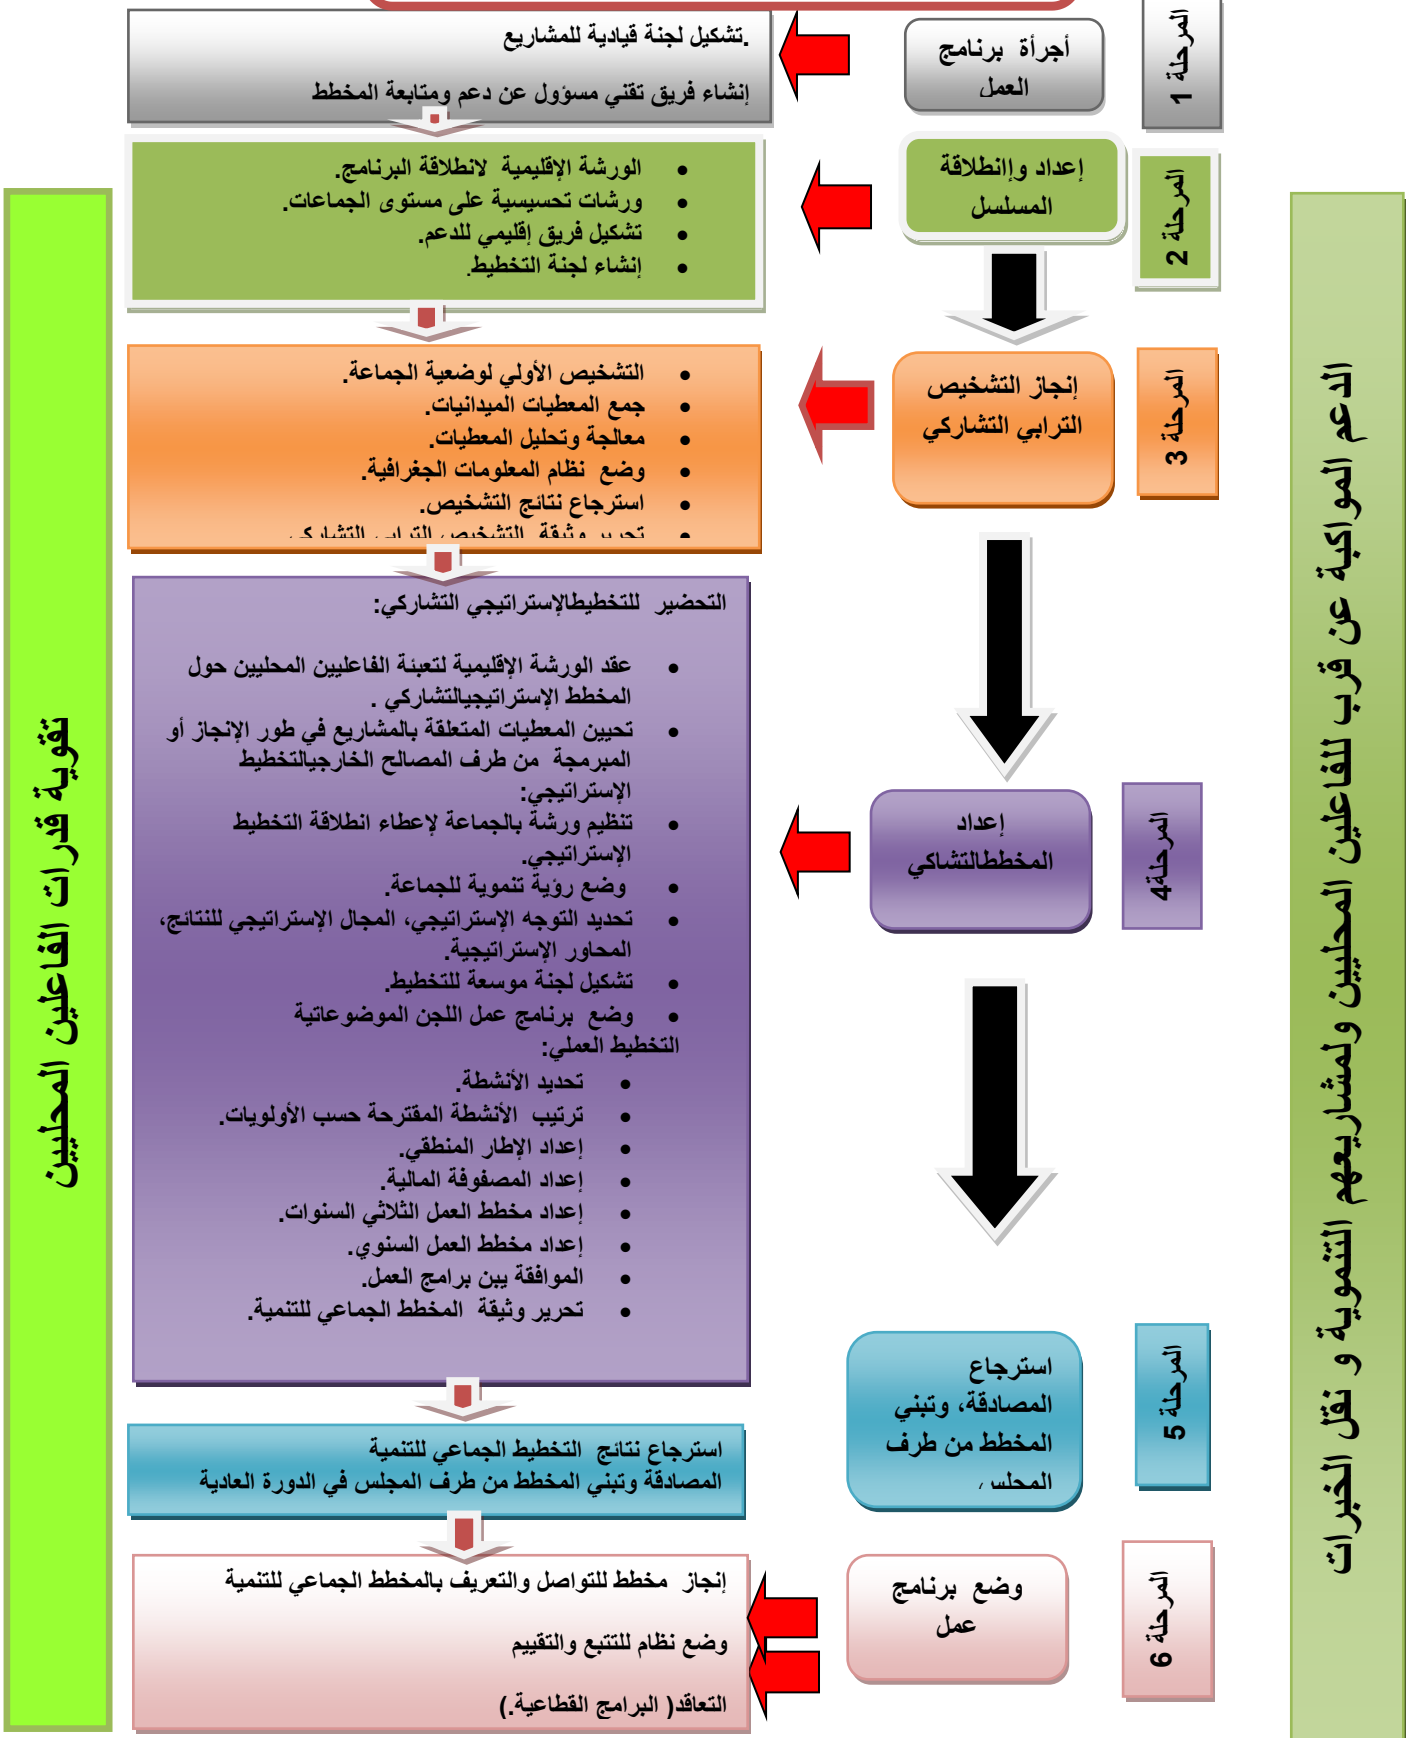 المرحلة 1
أجرأة برنامج
العمل
.تشكيل لجنة قيادية للمشاريع
إنشاء فريق تقني مسؤول عن دعم ومتابعة المخطط
المرحلة 2
إعداد وإانطلاقة
المسلسل
• الورشة الإقليمية لانطلاقة البرنامج.
• ورشات تحسيسية على مستوى الجماعات.
• تشكيل فريق إقليمي للدعم.
• إنشاء لجنة التخطيط.
المرحلة 3
إنجاز التشخيص
الترابي التشاركي
• التشخيص الأولي لوضعية الجماعة.
• جمع المعطيات الميدانيات.
• معالجة وتحليل المعطيات.
• وضع نظام المعلومات الجغرافية.
• استرجاع نتائج التشخيص.
• تحرير وثيقة التشخيص الترابي التشاركي
المرحلة4
إعداد
المخططالتشاكي
التحضير للتخطيطالإستراتيجي التشاركي:
• عقد الورشة الإقليمية لتعبئة الفاعليين المحليين حول
المخطط الإستراتيجيالتشاركي .
• تحيين المعطيات المتعلقة بالمشاريع في طور الإنجاز أو
المبرمجة من طرف المصالح الخارجيالتخطيط
الإستراتيجي:
• تنظيم ورشة بالجماعة لإعطاء انطلاقة التخطيط
الإستراتيجي.
• وضع رؤية تنموية للجماعة.
• تحديد التوجه الإستراتيجي، المجال الإستراتيجي للنتائج،
المحاور الإستراتيجية.
• تشكيل لجنة موسعة للتخطيط.
• وضع برنامج عمل اللجن الموضوعاتية
التخطيط العملي:
• تحديد الأنشطة.
• ترتيب الأنشطة المقترحة حسب الأولويات.
• إعداد الإطار المنطقي.
• إعداد المصفوفة المالية.
• إعداد مخطط العمل الثلاثي السنوات.
• إعداد مخطط العمل السنوي.
• الموافقة يبن برامج العمل.
• تحرير وثيقة المخطط الجماعي للتنمية.
المرحلة 5
استرجاع
المصادقة، وتبني
المخطط من طرف
المجلس
استرجاع نتائج التخطيط الجماعي للتنمية
المصادقة وتبني المخطط من طرف المجلس في الدورة العادية
المرحلة 6
وضع برنامج
عمل
إنجاز مخطط للتواصل والتعريف بالمخطط الجماعي للتنمية
وضع نظام للتتبع والتقييم
التعاقد( البرامج القطاعية.)
الدعم المواكبة عن قرب للفاعلين المحليين ولمشاريعهم التنموية و نقل الخبرات
تقوية قدرات الفاعلين المحليين